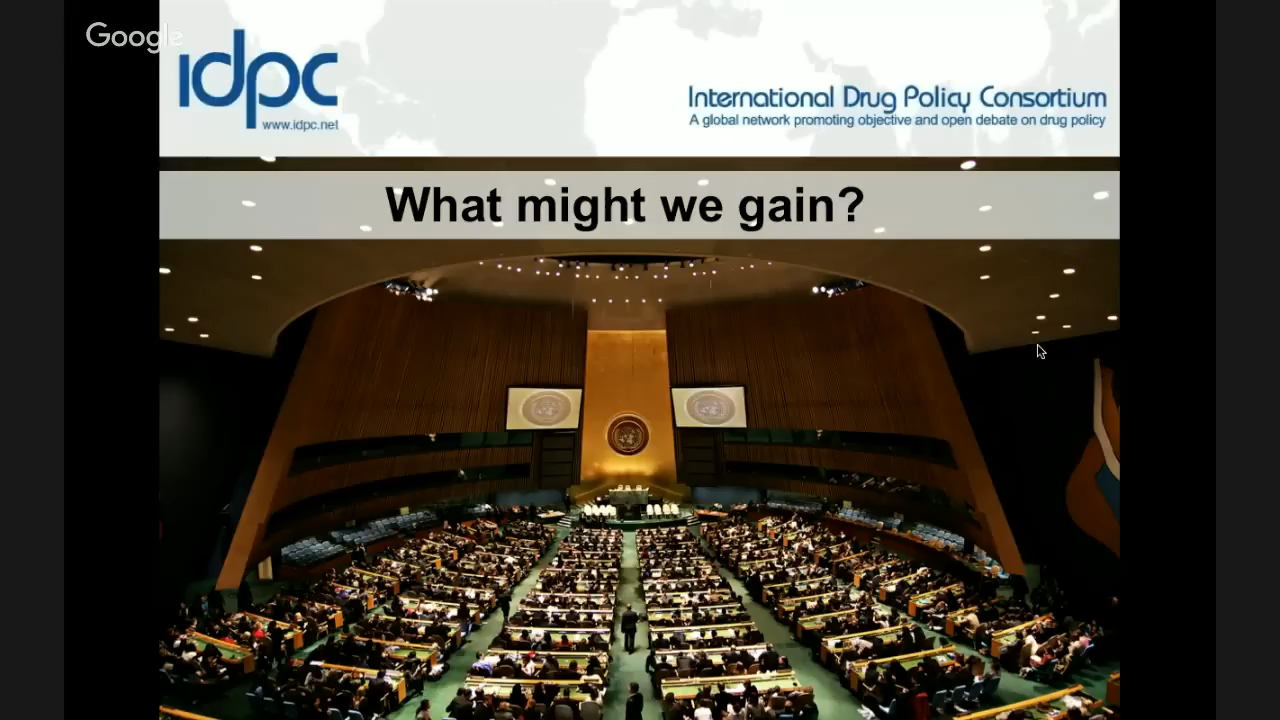 Google
idpc
www.idpc.net
International Drug Policy Consortium
A global network promoting objective and open debate on drug policy
What might we gain?